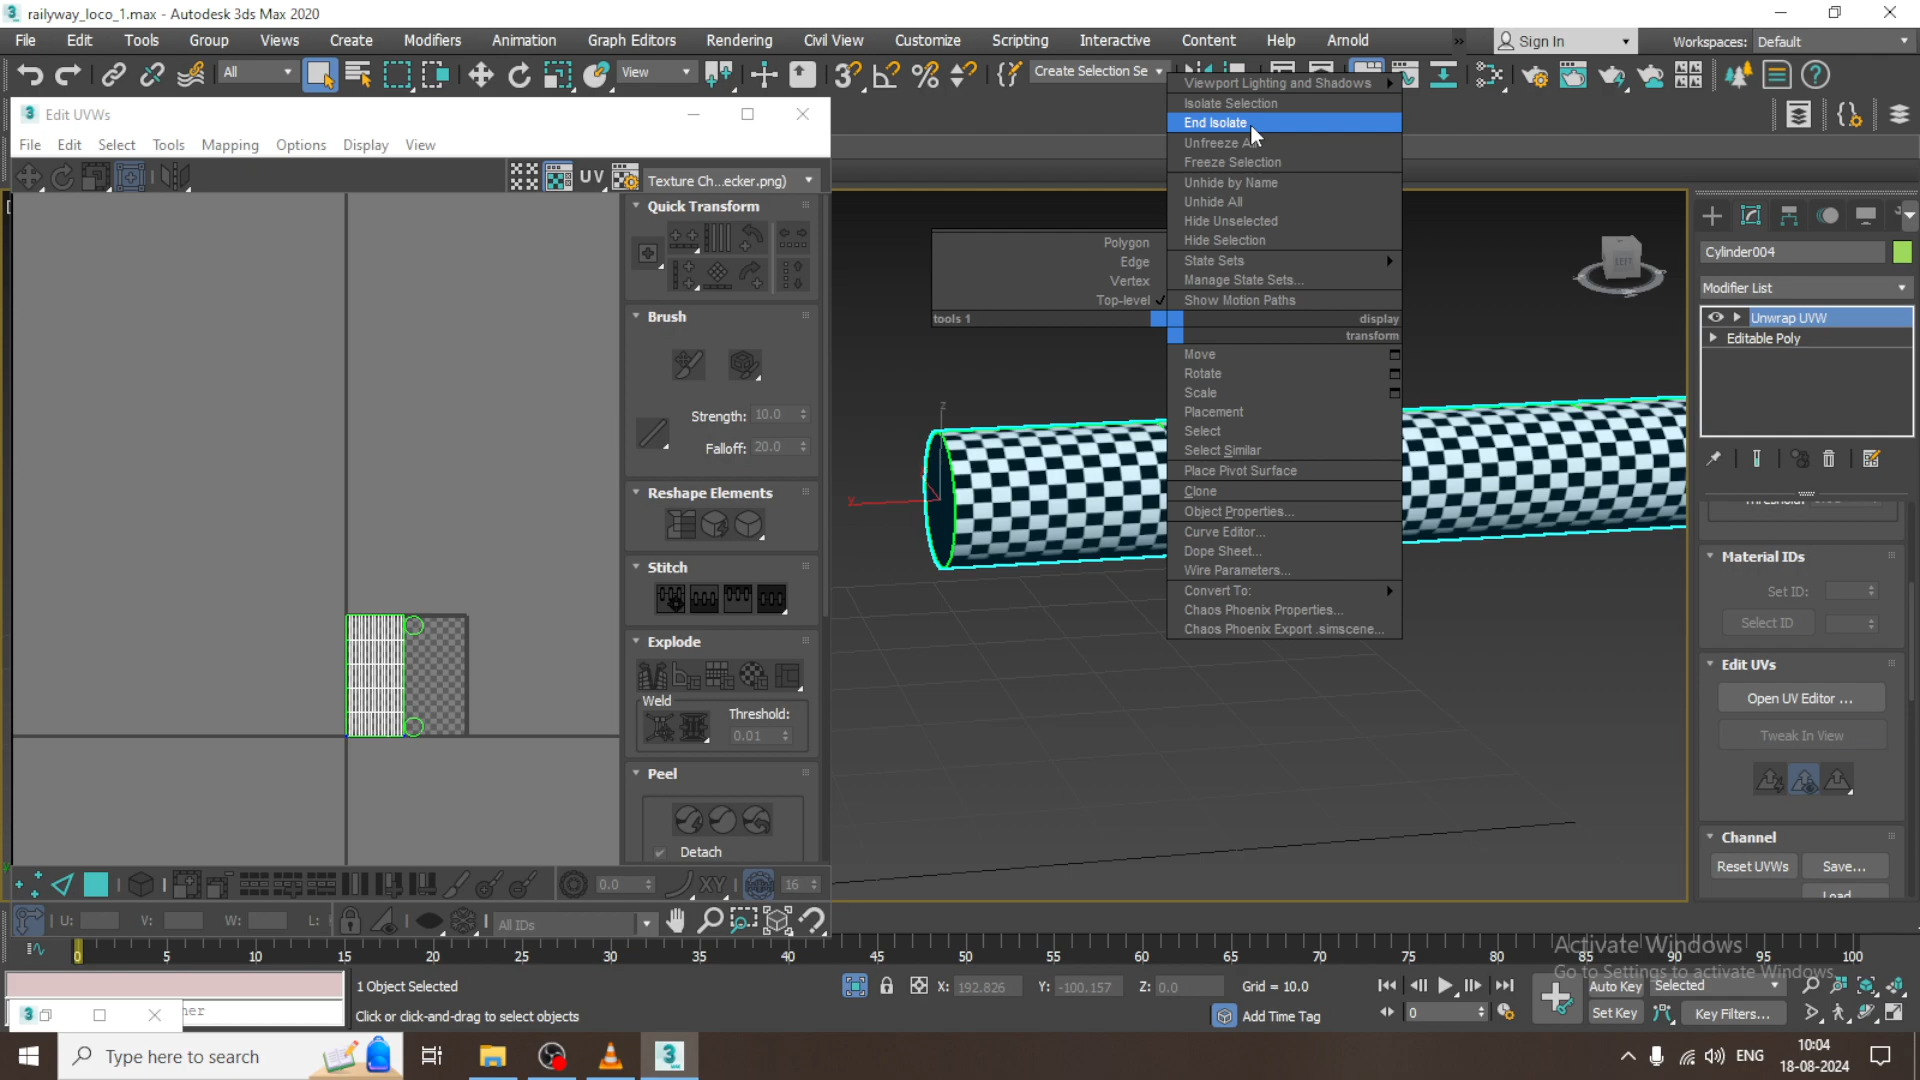 railyway_loco_1.max - Autodesk 3ds Max 2020
File Edit Tools Group Views Create Modifiers Animation Graph Editors Rendering Civil View Customize Scripting Interactive Content Help Arnold
Sign In
Workspaces: Default
All
View
Create Selection Se
Edit UVWs
File Edit Select Tools Mapping Options Display View
UV
Texture Ch...ecker.png)
Quick Transform
Brush
Strength: 10.0
Falloff: 20.0
Reshape Elements
Stitch
Explode
Weld
Threshold:
0.01
Peel
Detach
0.0
XY
16
U: V: W: L:
All IDs
Polygon
Edge
Vertex
Top-level
tools 1
Viewport Lighting and Shadows
Isolate Selection
End Isolate
Unfreeze A
Freeze Selection
Unhide by Name
Unhide All
Hide Unselected
Hide Selection
State Sets
Manage State Sets...
Show Motion Paths
display
transform
Move
Rotate
Scale
Placement
Select
Select Similar
Place Pivot Surface
Clone
Object Properties...
Curve Editor...
Dope Sheet...
Wire Parameters...
Convert To:
Chaos Phoenix Properties...
Chaos Phoenix Export .simscene...
z
y
LEFT
Cylinder004
Modifier List
Unwrap UVW
Editable Poly
Material IDs
Set ID:
Select ID
Edit UVs
Open UV Editor ...
Tweak In View
Channel
Reset UVWs Save...
Load
0 5 10 15 20 25 30 35 40 45 50 55 60 65 70 75 80 85 90 95 100
Activate Windows
Go to Settings to activate Windows.
1 Object Selected
Click or click-and-drag to select objects
ner
X: 192.826 Y: -100.157 Z: 0.0 Grid = 10.0
Add Time Tag
0
Auto Key Selected
Set Key Key Filters...
Type here to search
ENG
10:04
18-08-2024